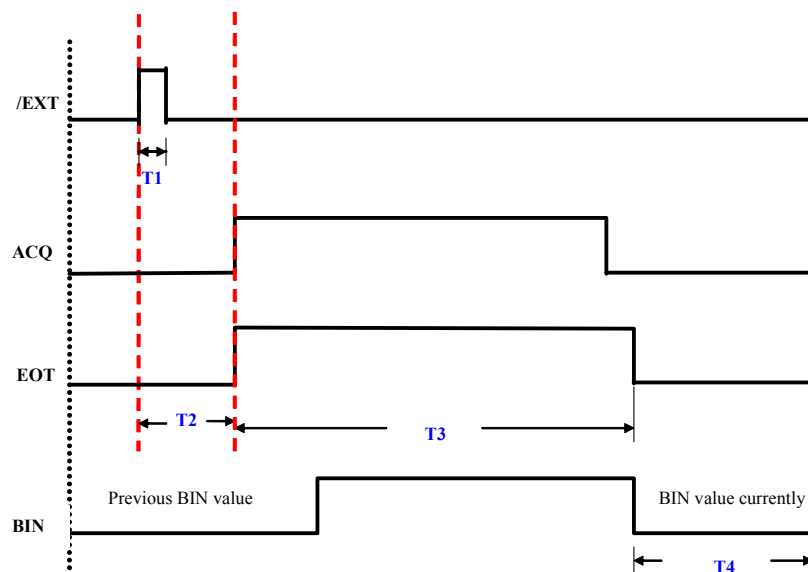 /EXT
T1
ACQ
EOT
T2
T3
Previous BIN value
BIN value currently
BIN
T4